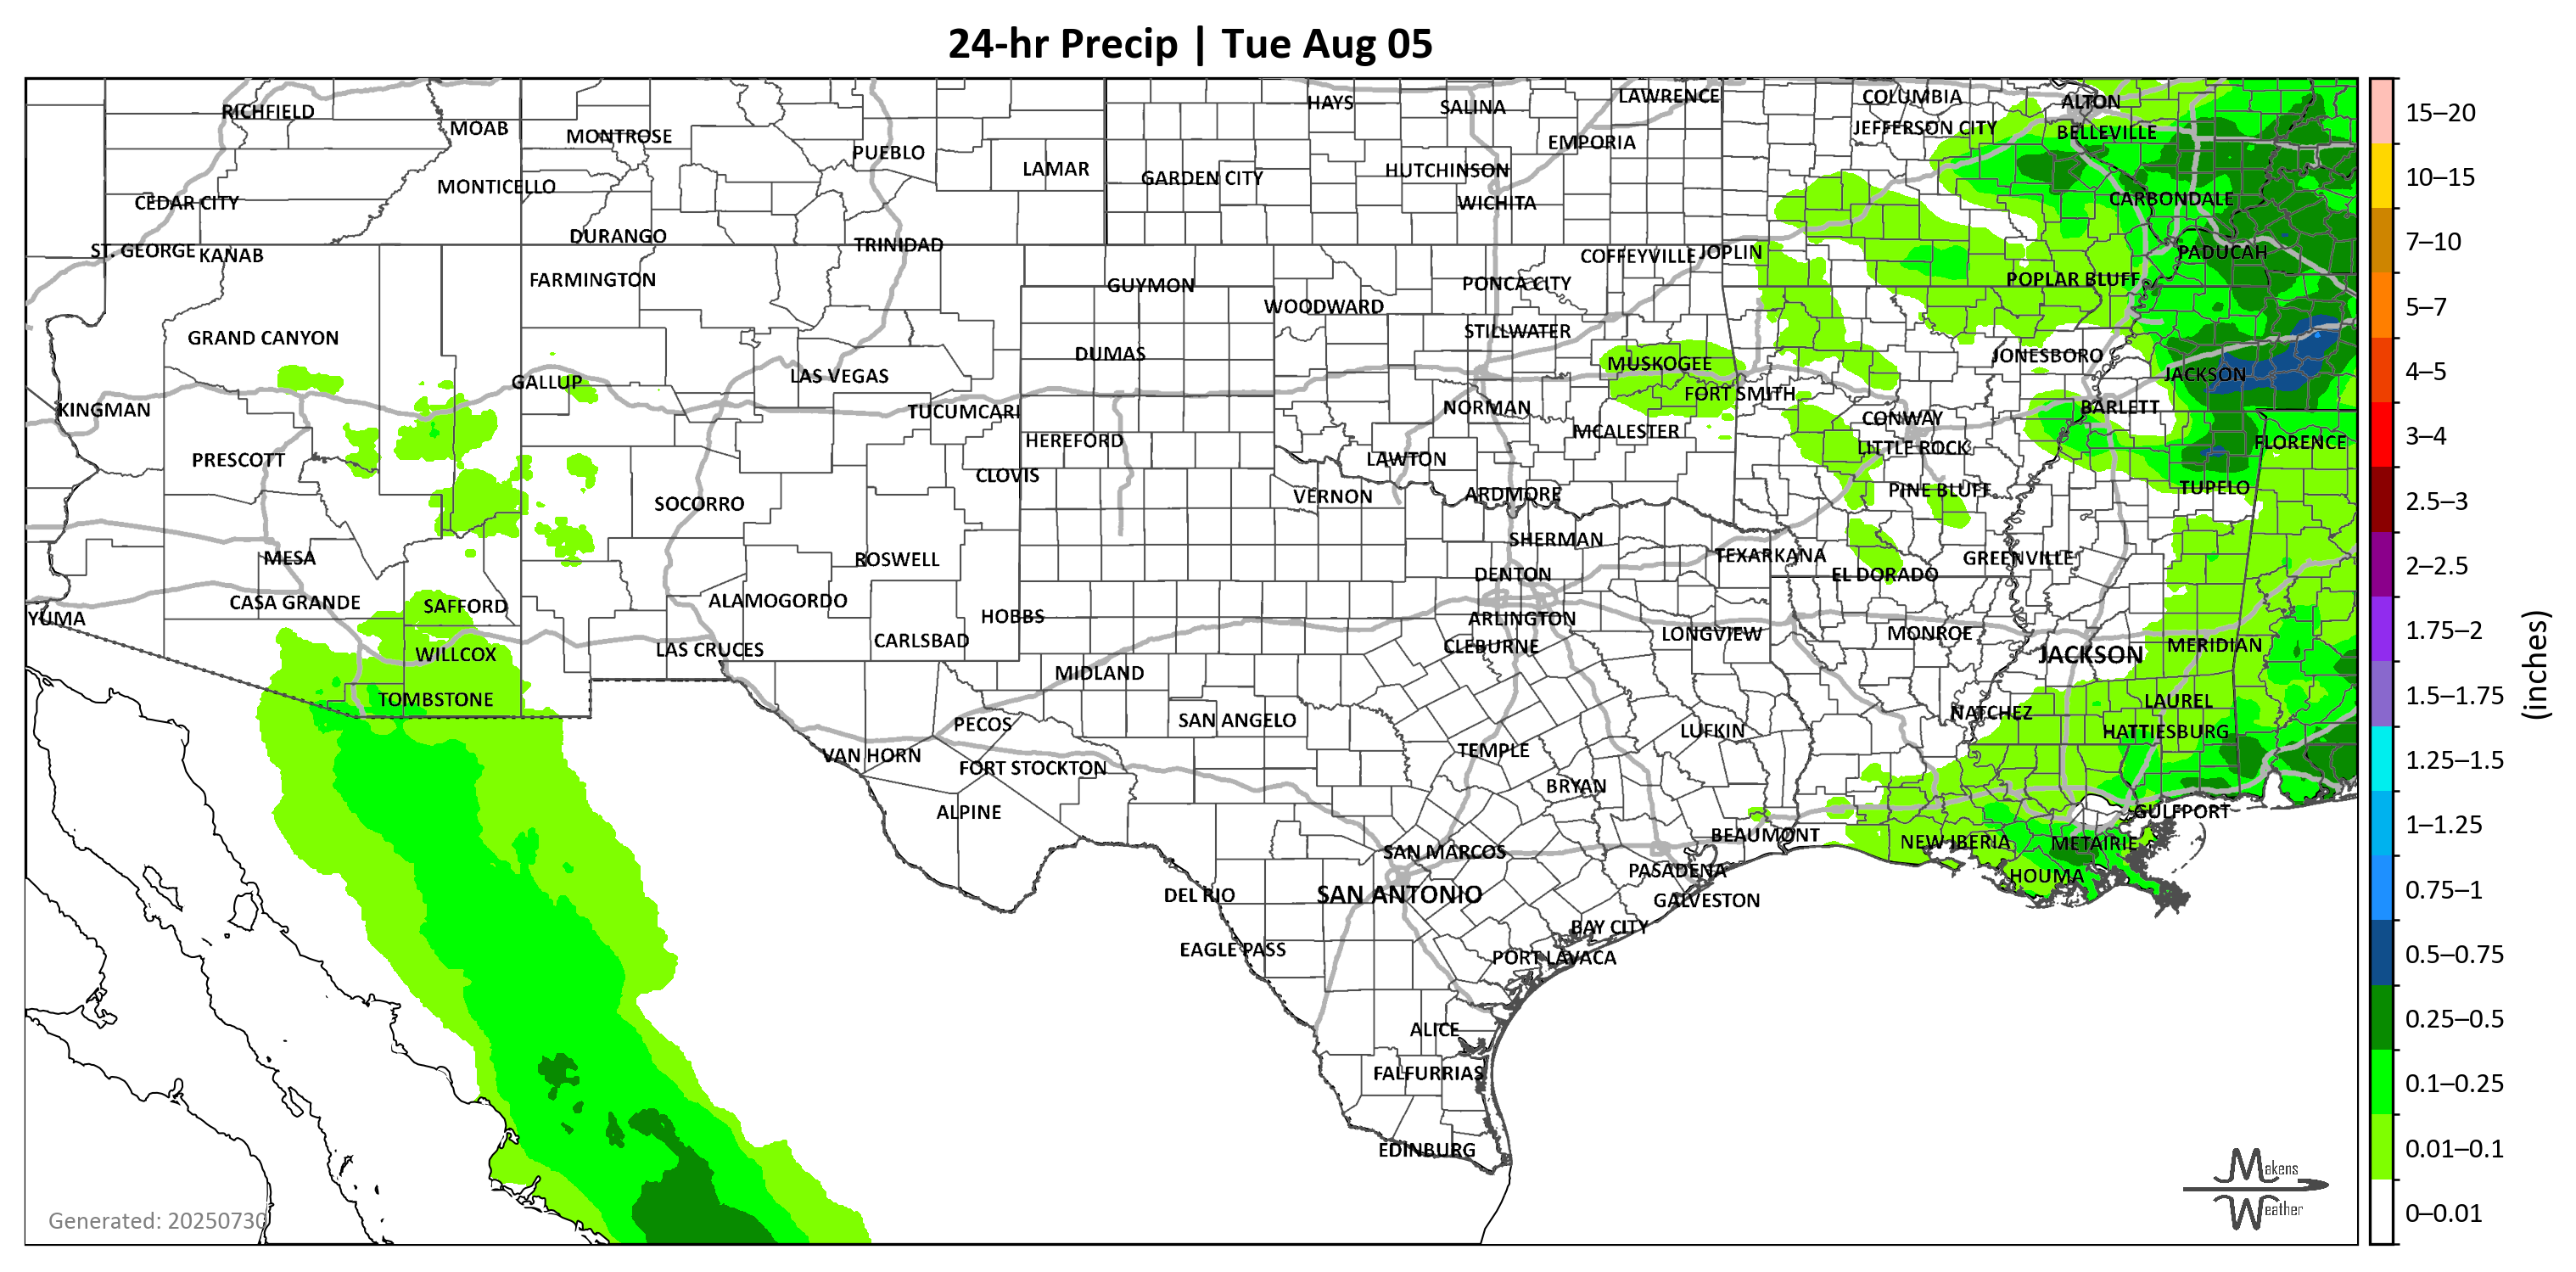 24-hr Precip | Tue Aug 05
RICHFIELD
MOAB
MONTROSE
PUEBLO
LAMAR
HAYS
SALINA
LAWRENCE
COLUMBIA
ALTON
JEFFERSON CITY
BELLEVILLE
EMPORIA
HUTCHINSON
GARDEN CITY
MONTICELLO
CEDAR CITY
WICHITA
CARBONDALE
DURANGO
TRINIDAD
ST. GEORGE
KANAB
COFFEYVILLE
JOPLIN
PADUCAH
FARMINGTON
GUYMON
PONCA CITY
POPLAR BLUFF
WOODWARD
GRAND CANYON
STILLWATER
DUMAS
JONESBORO
MUSKOGEE
JACKSON
GALLUP
LAS VEGAS
FORT SMITH
KINGMAN
TUCUMCARI
NORMAN
BARLETT
CONWAY
HEREFORD
MCALESTER
LITTLE ROCK
FLORENCE
PRESCOTT
LAWTON
CLOVIS
TUPELO
VERNON
ARDMORE
PINE BLUFF
SOCORRO
SHERMAN
MESA
ROSWELL
TEXARKANA
GREENVILLE
DENTON
EL DORADO
CASA GRANDE
SAFFORD
ALAMOGORDO
YUMA
HOBBS
ARLINGTON
LONGVIEW
MONROE
CARLSBAD
CLEBURNE
MERIDIAN
WILLCOX
LAS CRUCES
JACKSON
MIDLAND
TOMBSTONE
LAUREL
NATCHEZ
PECOS
SAN ANGELO
LUFKIN
HATTIESBURG
TEMPLE
VAN HORN
FORT STOCKTON
BRYAN
ALPINE
GULFPORT
BEAUMONT
NEW IBERIA
METAIRIE
SAN MARCOS
PASADENA
HOUMA
DEL RIO
SAN ANTONIO
GALVESTON
BAY CITY
EAGLE PASS
PORT LAVACA
ALICE
FALFURRIAS
EDINBURG
Generated: 20250730
Makens
Weather
15–20
10–15
7–10
5–7
4–5
3–4
2.5–3
2–2.5
1.75–2
1.5–1.75
1.25–1.5
1–1.25
0.75–1
0.5–0.75
0.25–0.5
0.1–0.25
0.01–0.1
0–0.01
(inches)